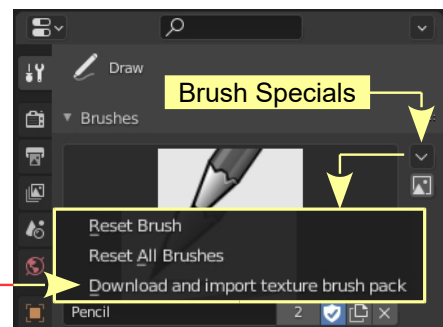 Draw
Brush Specials
Brushes
Reset Brush
Reset All Brushes
Download and import texture brush pack
Pencil 2